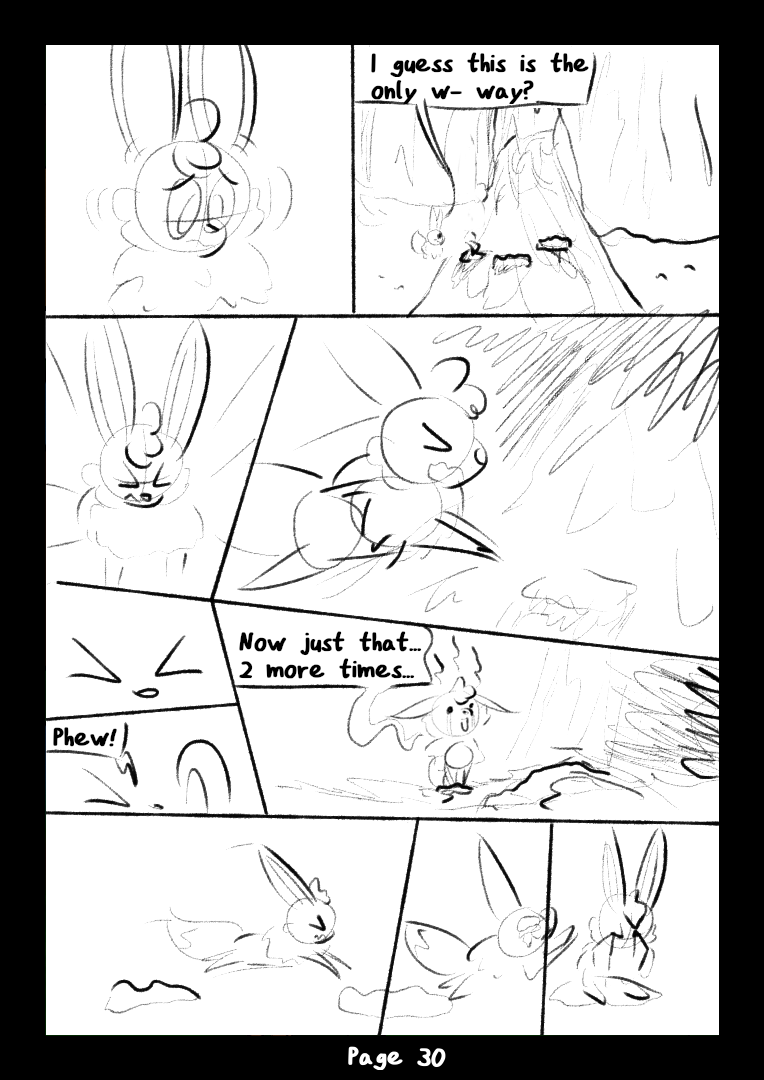 I guess this is the
only w- way?
Now just that...
2 more times...
Phew!
Page 30